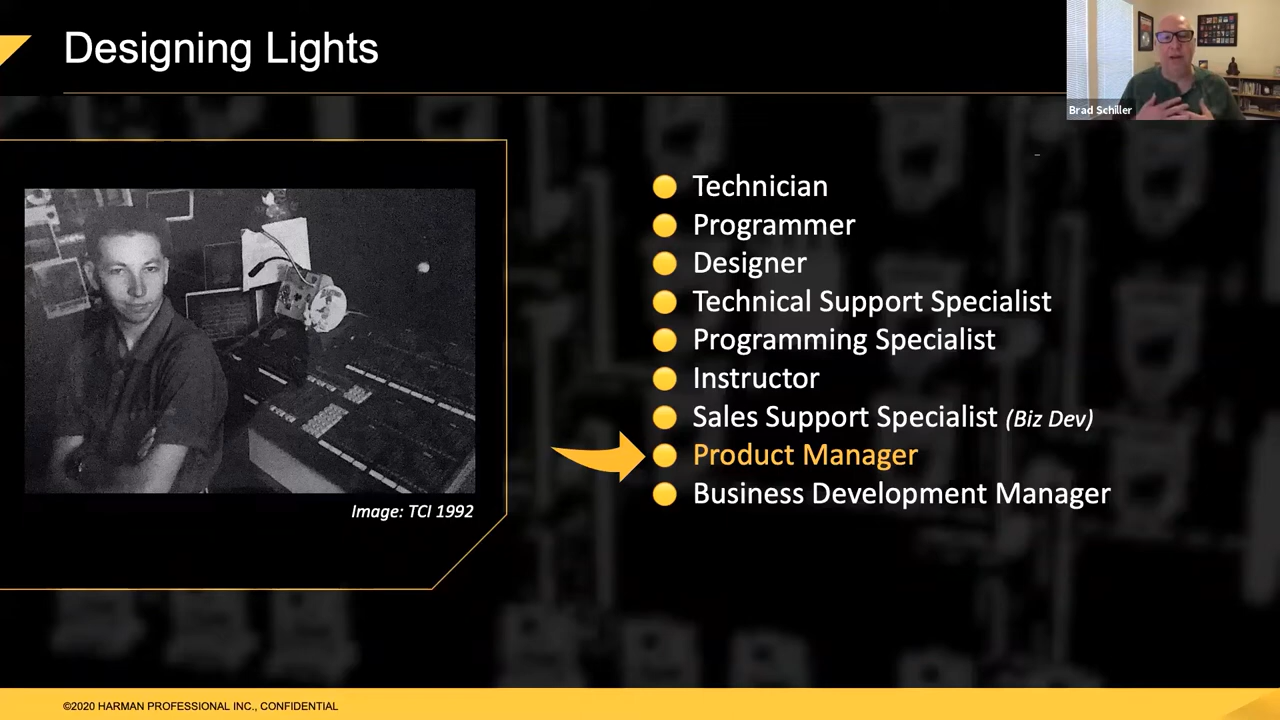 Designing Lights
Brad Schiller
Technician
Programmer
Designer
Technical Support Specialist
Programming Specialist
Instructor
Sales Support Specialist (Biz Dev)
Product Manager
Business Development Manager
Image: TCI 1992
©2020 HARMAN PROFESSIONAL INC., CONFIDENTIAL